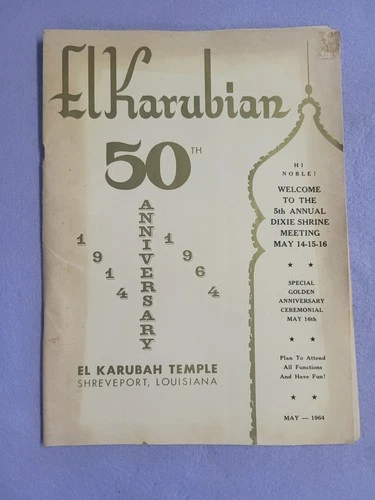 El Karubian
50TH
ANNIVERSARY
1914
1964
EL KARUBAH TEMPLE
SHREVEPORT, LOUISIANA
HI
NOBLE!
WELCOME
TO THE
5th ANNUAL
DIXIE SHRINE
MEETING
MAY 14-15-16
★ ★
SPECIAL
GOLDEN
ANNIVERSARY
CEREMONIAL
MAY 16th
★ ★
Plan To Attend
All Functions
And Have Fun!
★ ★
MAY — 1964